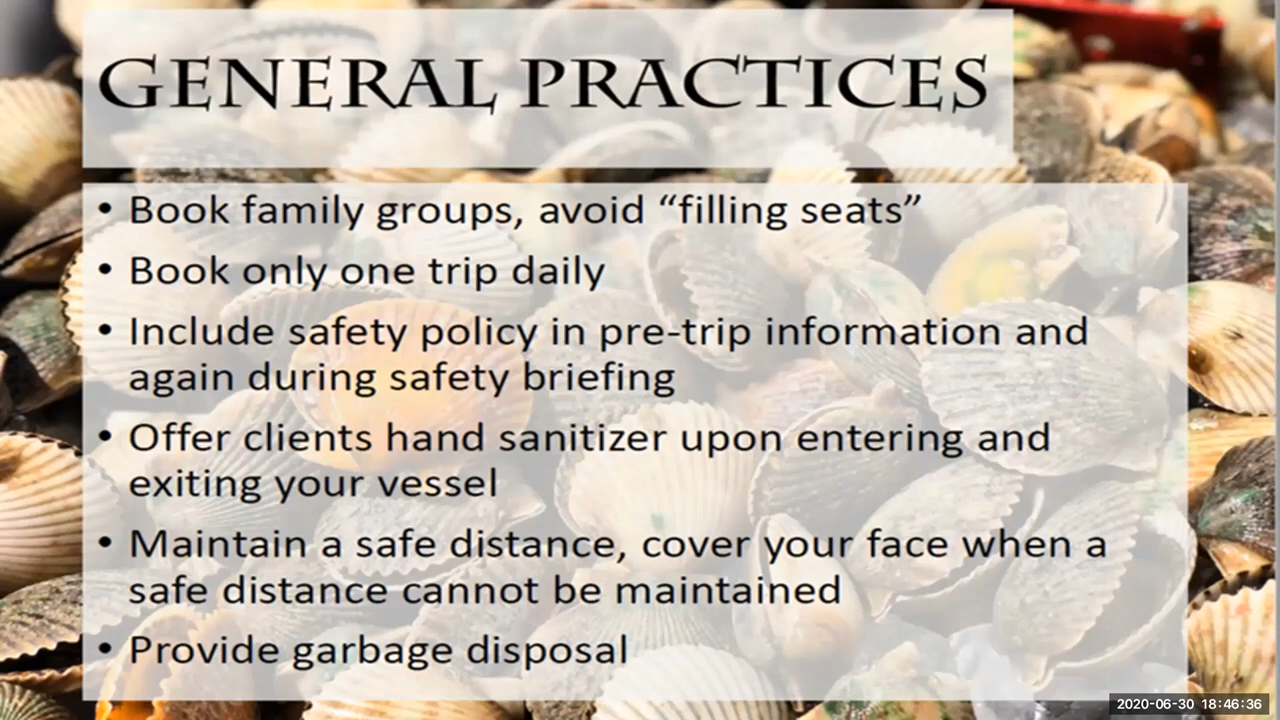 GENERAL PRACTICES
• Book family groups, avoid “filling seats”
• Book only one trip daily
• Include safety policy in pre-trip information and
again during safety briefing
• Offer clients hand sanitizer upon entering and
exiting your vessel
• Maintain a safe distance, cover your face when a
safe distance cannot be maintained
• Provide garbage disposal
2020-06-30 18:46:36